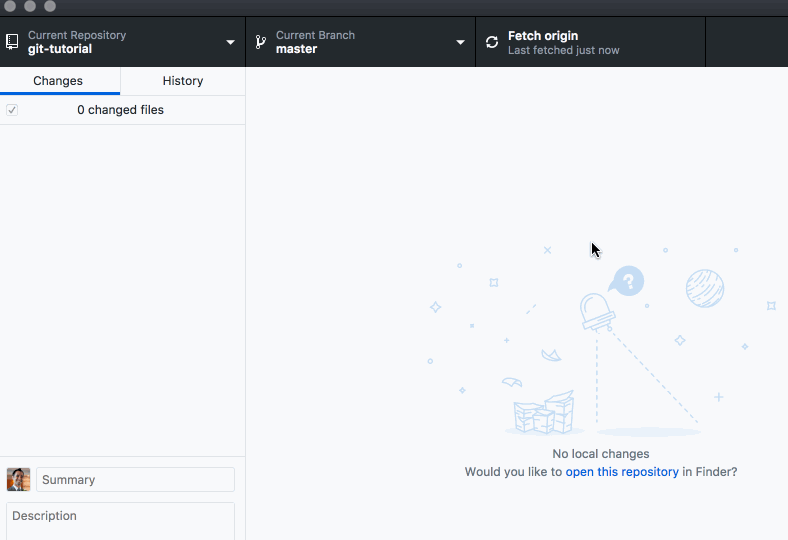 Current Repository
git-tutorial
Current Branch
master
Fetch origin
Last fetched just now
Changes
History
0 changed files
?
No local changes
Would you like to open this repository in Finder?
Summary
Description